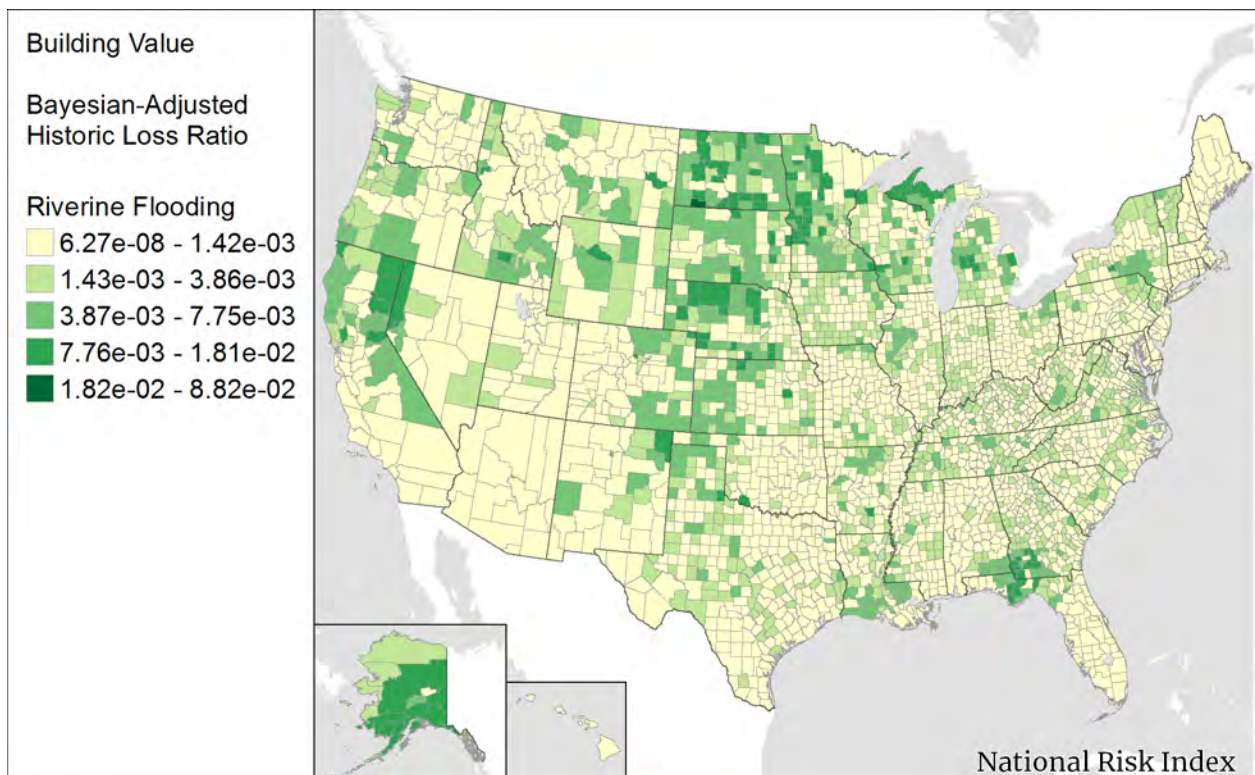 Building Value
Bayesian-Adjusted
Historic Loss Ratio
Riverine Flooding
6.27e-08 - 1.42e-03
1.43e-03 - 3.86e-03
3.87e-03 - 7.75e-03
7.76e-03 - 1.81e-02
1.82e-02 - 8.82e-02
National Risk Index